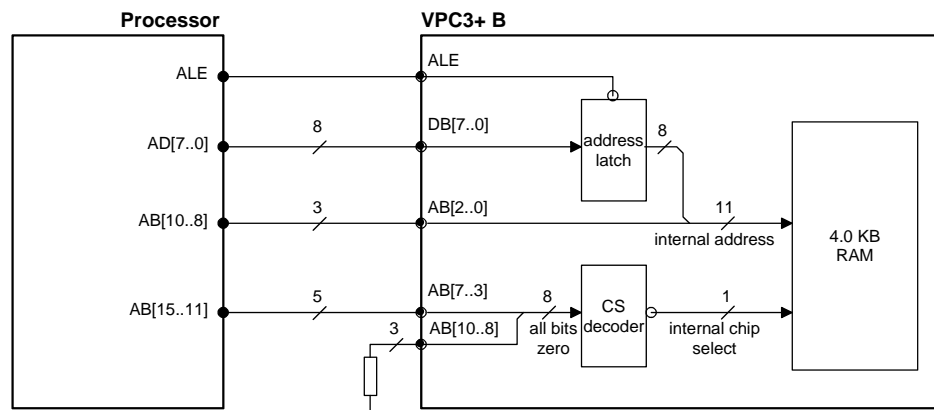 Processor
VPC3+ B
ALE
ALE
AD[7..0]
8
DB[7..0]
address
latch
8
AB[10..8]
3
AB[2..0]
11
internal address
4.0 KB
RAM
AB[15..11]
5
AB[7..3]
8
all bits
zero
CS
decoder
1
internal chip
select
3
AB[10..8]